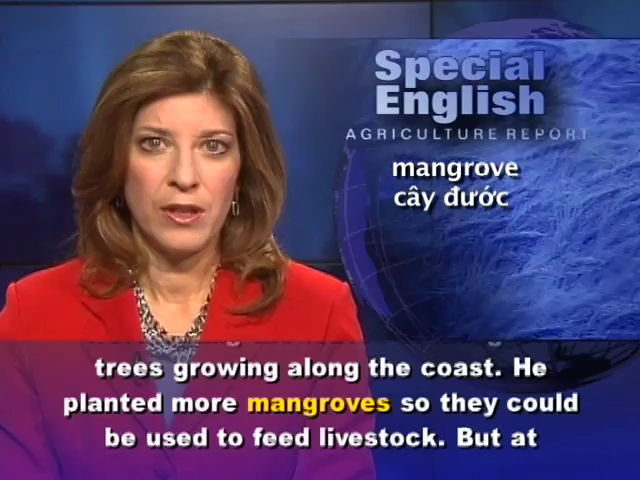 Special
English
AGRICULTURE REPORT
mangrove
cây đước
trees growing along the coast. He
planted more mangroves so they could
be used to feed livestock. But at